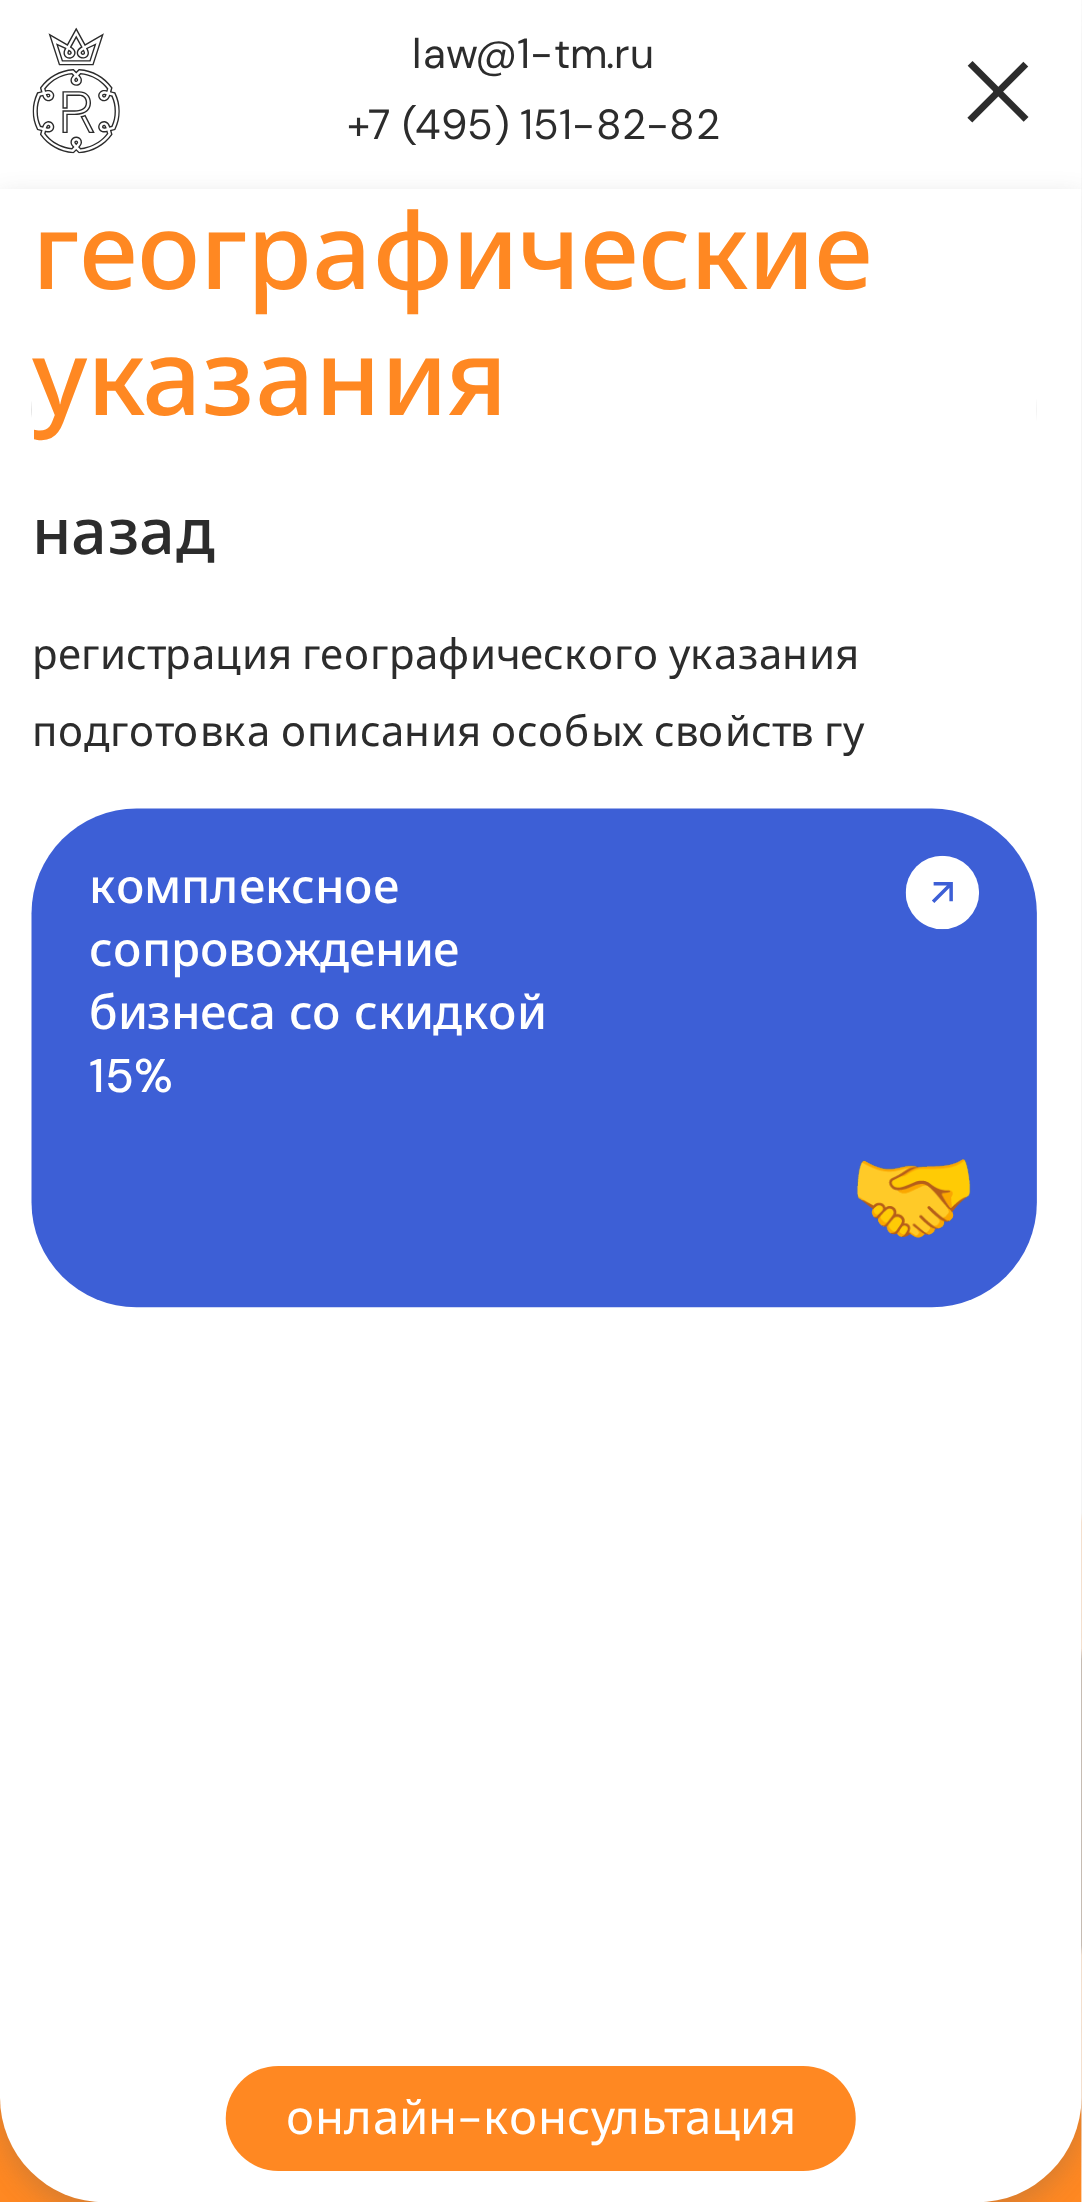 law@1-tm.ru
+7 (495) 151-82-82
R
географические
указания
назад
регистрация географического указания
подготовка описания особых свойств гу
комплексное
сопровождение
бизнеса со скидкой
15%
онлайн-консультация